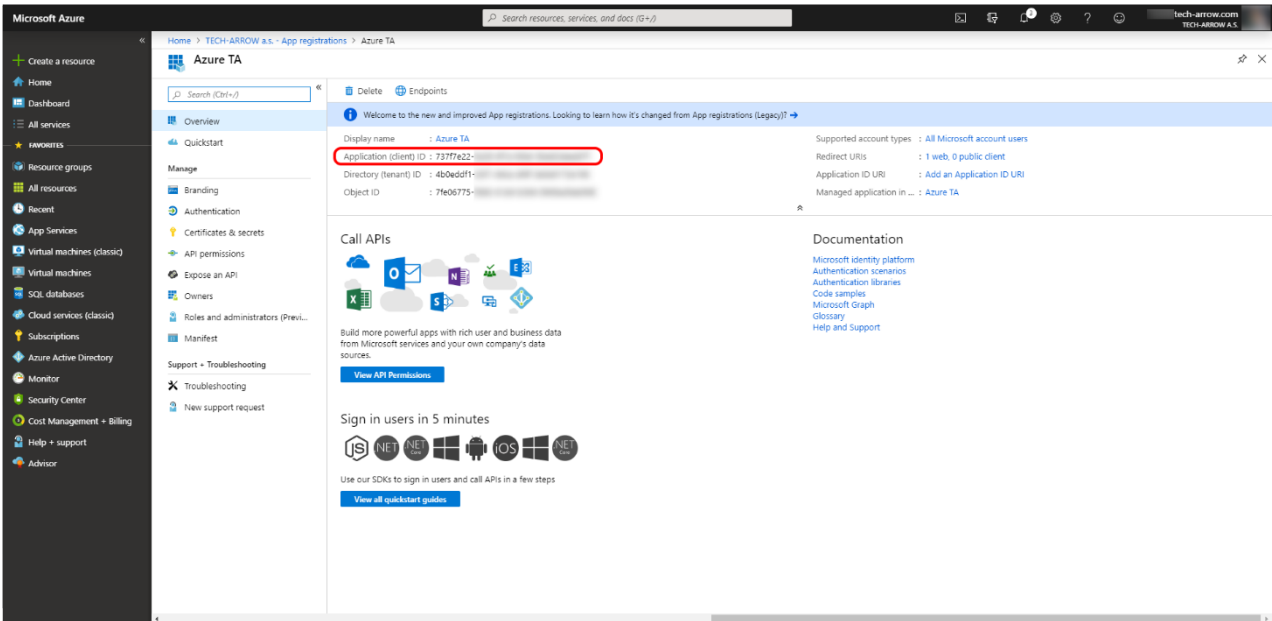 Microsoft Azure
Search resources, services, and docs (G+/)
tech-arrow.com
TECH-ARROW A.S.
Create a resource
Home
Dashboard
All services
FAVORITES
Resource groups
All resources
Recent
App Services
Virtual machines (classic)
Virtual machines
SQL databases
Cloud services (classic)
Subscriptions
Azure Active Directory
Monitor
Security Center
Cost Management + Billing
Help + support
Advisor
Home > TECH-ARROW a.s. - App registrations > Azure TA
Azure TA
Search (Ctrl+/)
Overview
Quickstart
Manage
Branding
Authentication
Certificates & secrets
API permissions
Expose an API
Owners
Roles and administrators (Previ...
Manifest
Support + Troubleshooting
Troubleshooting
New support request
Delete Endpoints
Welcome to the new and improved App registrations. Looking to learn how it's changed from App registrations (Legacy)?
Display name : Azure TA
Application (client) ID : 737f7e22-
Directory (tenant) ID : 4b0eddf1-
Object ID : 7fe06775-
Supported account types : All Microsoft account users
Redirect URIs : 1 web, 0 public client
Application ID URI : Add an Application ID URI
Managed application in ... : Azure TA
Call APIs
Build more powerful apps with rich user and business data
from Microsoft services and your own company's data
sources.
View API Permissions
Sign in users in 5 minutes
JS .NET .NET Core iOS .NET Core
Use our SDKs to sign in users and call APIs in a few steps
View all quickstart guides
Documentation
Microsoft identity platform
Authentication scenarios
Authentication libraries
Code samples
Microsoft Graph
Glossary
Help and Support